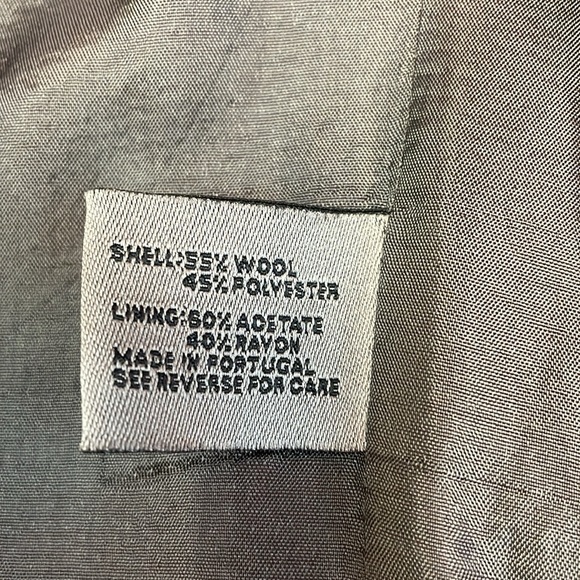 SHELL:55% WOOL
45% POLYESTER
LINING:60% ACETATE
40% RAYON
MADE IN PORTUGAL
SEE REVERSE FOR CARE